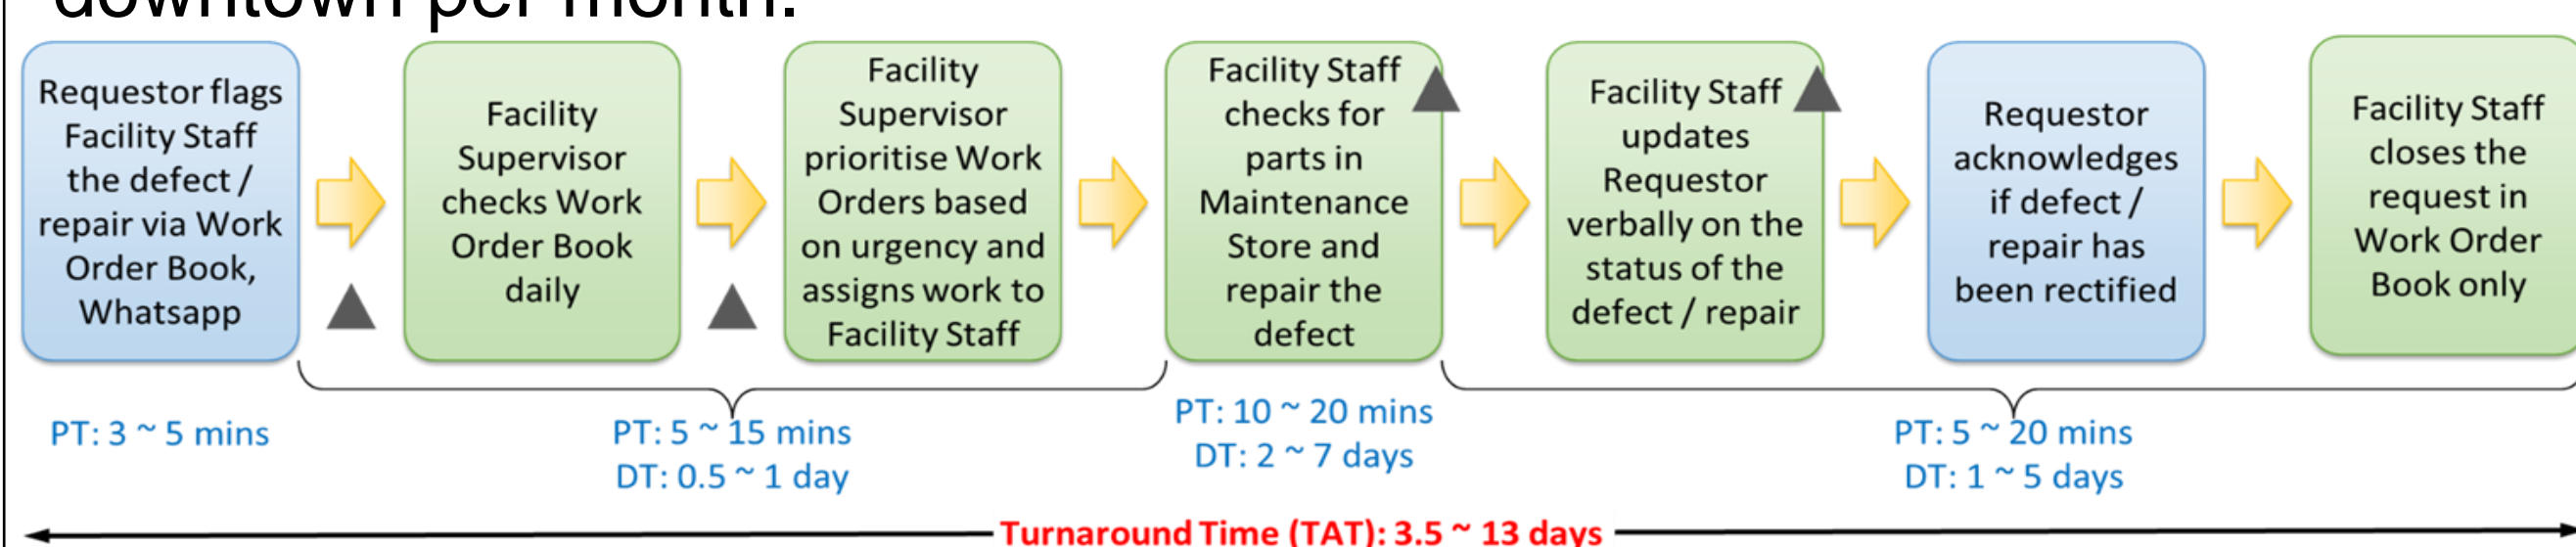 downtown per month.
Requestor flags
Facility Staff
the defect /
repair via Work
Order Book,
Whatsapp
Facility
Supervisor
checks Work
Order Book
daily
Facility
Supervisor
prioritise Work
Orders based
on urgency and
assigns work to
Facility Staff
Facility Staff
checks for
parts in
Maintenance
Store and
repair the
defect
Facility Staff
updates
Requestor
verbally on the
status of the
defect / repair
Requestor
acknowledges
if defect /
repair has
been rectified
Facility Staff
closes the
request in
Work Order
Book only
PT: 3 ~ 5 mins
PT: 5 ~ 15 mins
DT: 0.5 ~ 1 day
PT: 10 ~ 20 mins
DT: 2 ~ 7 days
PT: 5 ~ 20 mins
DT: 1 ~ 5 days
Turnaround Time (TAT): 3.5 ~ 13 days